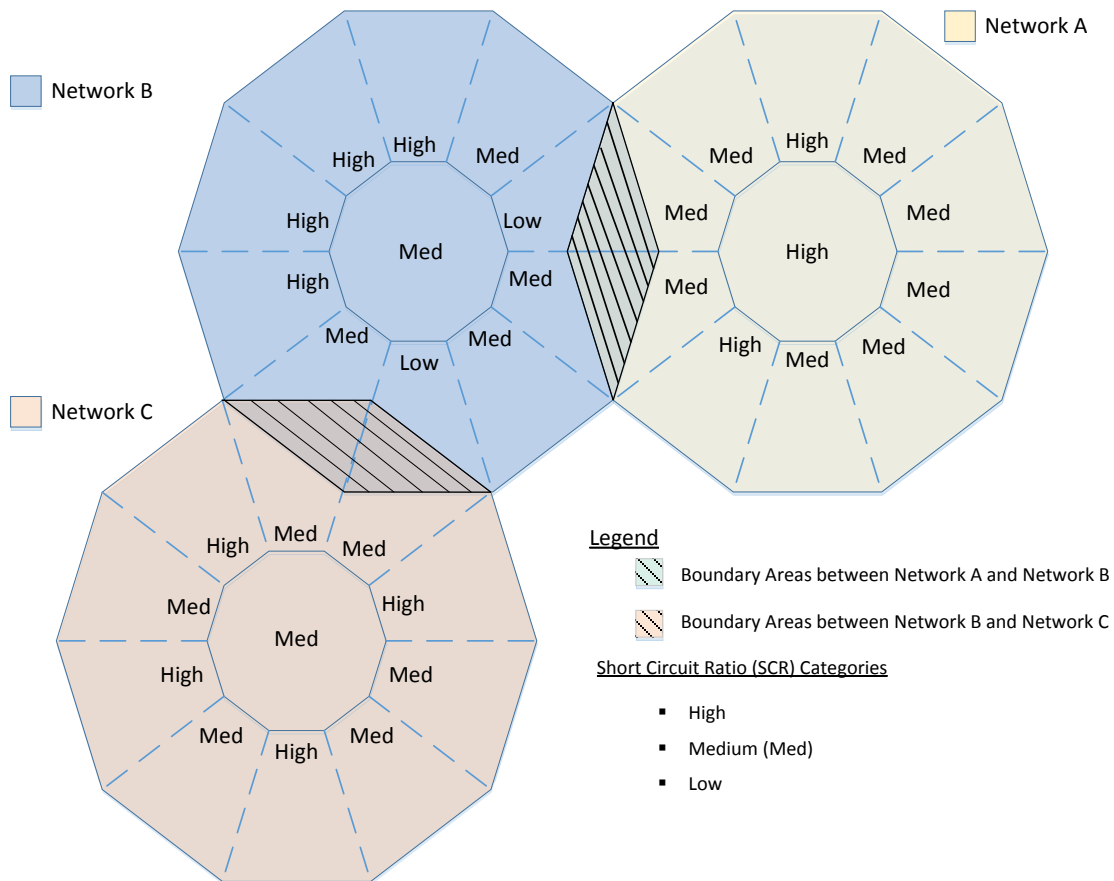 Network A
Network B
High
High
Med
High
Low
Med
High
Med
Med
Med
Low
Med
High
Med
Med
Med
Med
High
Med
Med
High
Med
Med
Network C
Med
High
Med
Med
High
Med
Med
High
Med
Med
Med
High
Legend
Boundary Areas between Network A and Network B
Boundary Areas between Network B and Network C
Short Circuit Ratio (SCR) Categories
▪ High
▪ Medium (Med)
▪ Low